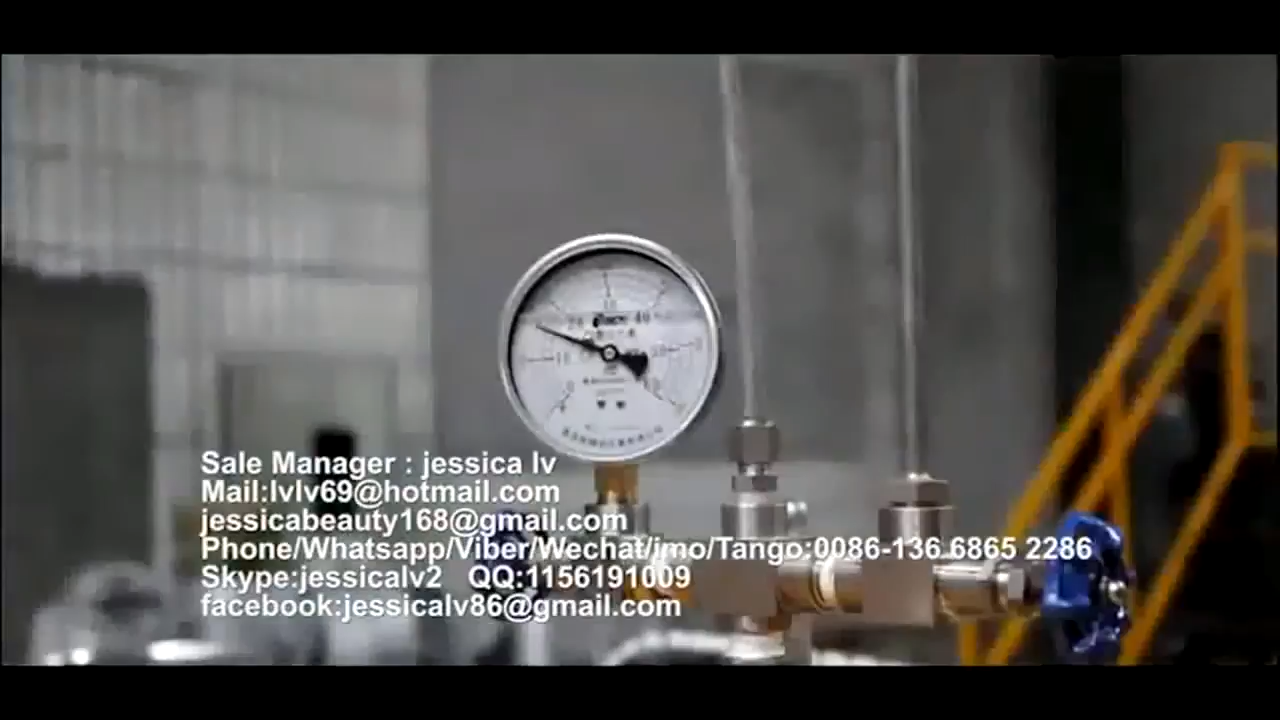 Sale Manager : jessica lv
Mail:lvlv69@hotmail.com
jessicabeauty168@gmail.com
Phone/Whatsapp/Viber/Wechat/imo/Tango:0086-136 6865 2286
Skype:jessicalv2 QQ:1156191009
facebook:jessicalv86@gmail.com